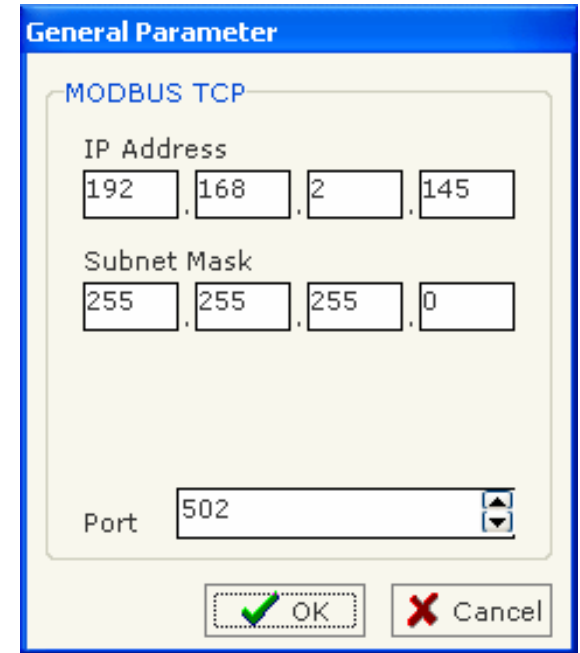 General Parameter
MODBUS TCP
IP Address
192 . 168 . 2 . 145
Subnet Mask
255 . 255 . 255 . 0
Port 502
OK Cancel